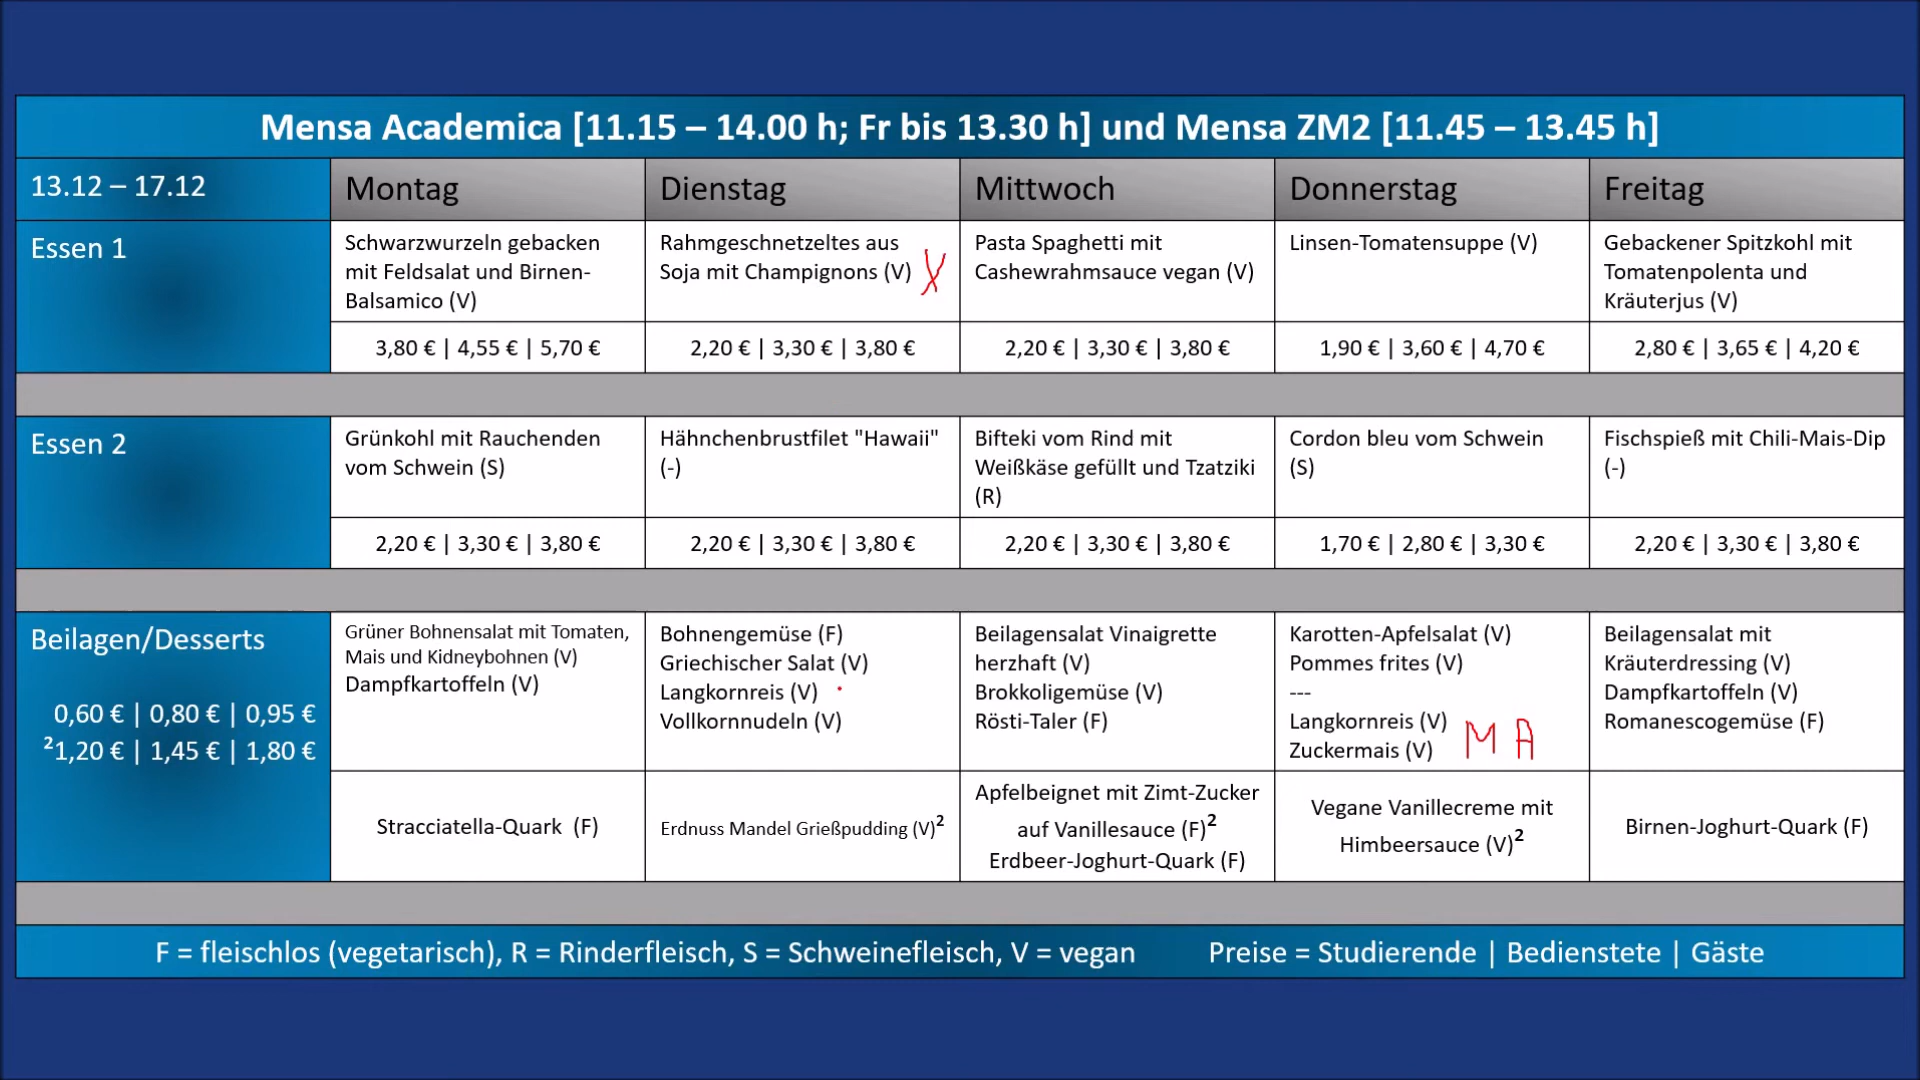 Mensa Academica [11.15 – 14.00 h; Fr bis 13.30 h] und Mensa ZM2 [11.45 – 13.45 h]
13.12 – 17.12
Montag
Dienstag
Mittwoch
Donnerstag
Freitag
Essen 1
Schwarzwurzeln gebacken
mit Feldsalat und Birnen-
Balsamico (V)
Rahmgeschnetzeltes aus
Soja mit Champignons (V)
X
Pasta Spaghetti mit
Cashewrahmsauce vegan (V)
Linsen-Tomatensuppe (V)
Gebackener Spitzkohl mit
Tomatenpolenta und
Kräuterjus (V)
3,80 € | 4,55 € | 5,70 €
2,20 € | 3,30 € | 3,80 €
2,20 € | 3,30 € | 3,80 €
1,90 € | 3,60 € | 4,70 €
2,80 € | 3,65 € | 4,20 €
Essen 2
Grünkohl mit Rauchenden
vom Schwein (S)
Hähnchenbrustfilet "Hawaii"
(-)
Bifteki vom Rind mit
Weißkäse gefüllt und Tzatziki
(R)
Cordon bleu vom Schwein
(S)
Fischspieß mit Chili-Mais-Dip
(-)
2,20 € | 3,30 € | 3,80 €
2,20 € | 3,30 € | 3,80 €
2,20 € | 3,30 € | 3,80 €
1,70 € | 2,80 € | 3,30 €
2,20 € | 3,30 € | 3,80 €
Beilagen/Desserts
0,60 € | 0,80 € | 0,95 €
²1,20 € | 1,45 € | 1,80 €
Grüner Bohnensalat mit Tomaten,
Mais und Kidneybohnen (V)
Dampfkartoffeln (V)
Bohnengemüse (F)
Griechischer Salat (V)
Langkornreis (V)
Vollkornnudeln (V)
Beilagensalat Vinaigrette
herzhaft (V)
Brokkoligemüse (V)
Rösti-Taler (F)
Karotten-Apfelsalat (V)
Pommes frites (V)
---
Langkornreis (V)
Zuckermais (V)
M A
Beilagensalat mit
Kräuterdressing (V)
Dampfkartoffeln (V)
Romanescogemüse (F)
Stracciatella-Quark (F)
Erdnuss Mandel Grießpudding (V)²
Apfelbeignet mit Zimt-Zucker
auf Vanillesauce (F)²
Erdbeer-Joghurt-Quark (F)
Vegane Vanillecreme mit
Himbeersauce (V)²
Birnen-Joghurt-Quark (F)
F = fleischlos (vegetarisch), R = Rinderfleisch, S = Schweinefleisch, V = vegan
Preise = Studierende | Bedienstete | Gäste